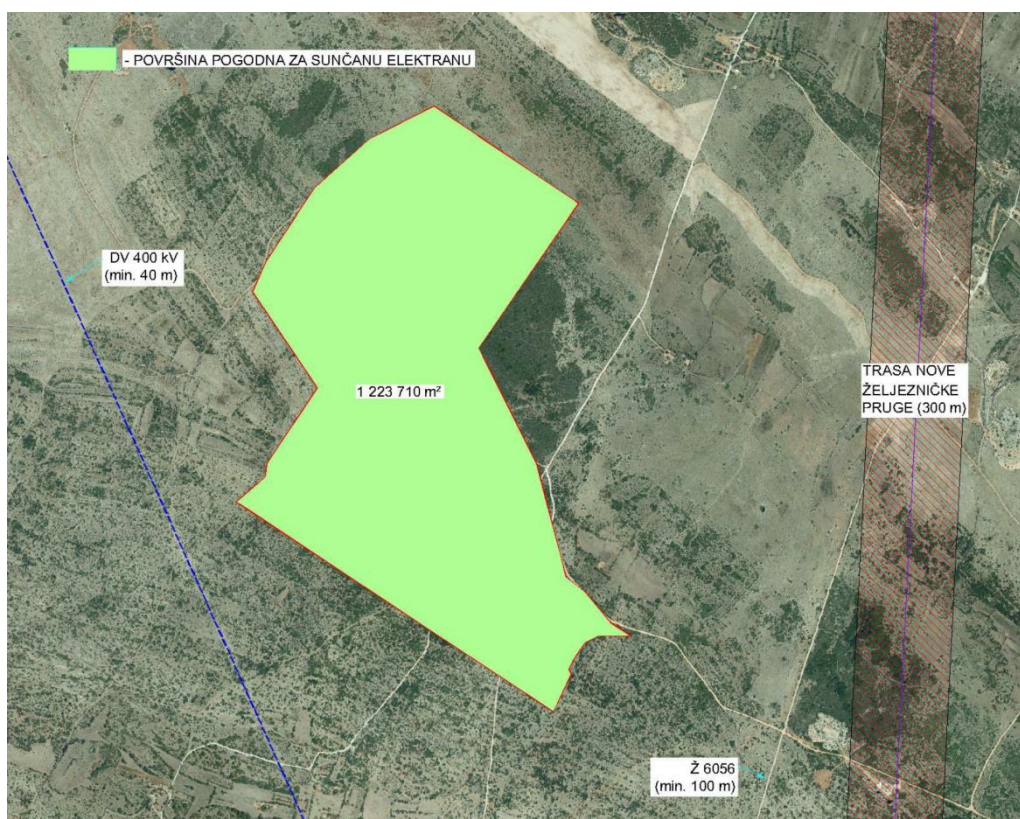 - POVRŠINA POGODNA ZA SUNČANU ELEKTRANU
DV 400 kV
(min. 40 m)
1 223 710 m²
TRASA NOVE
ŽELJEZNIČKE
PRUGE (300 m)
Ž 6056
(min. 100 m)